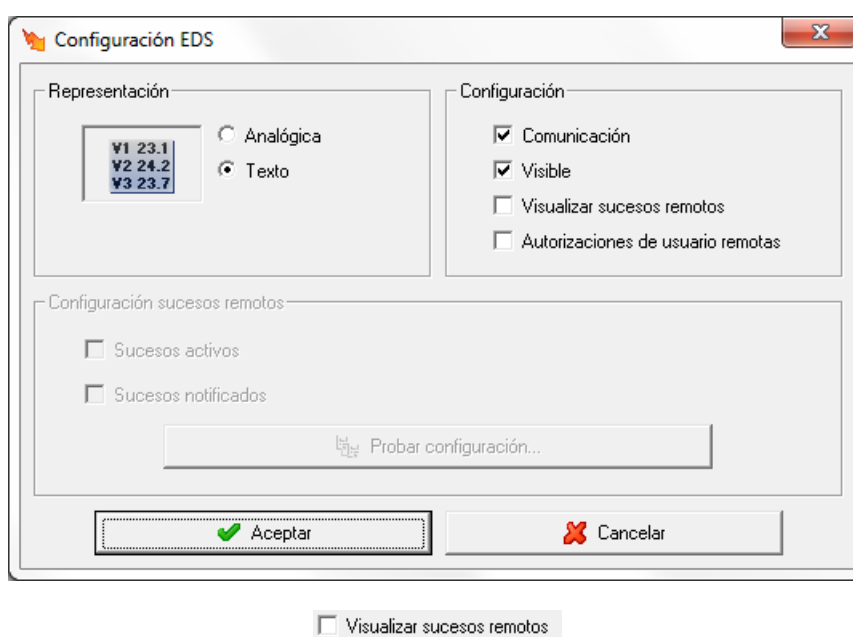 Configuración EDS
Representación
V1 23.1
V2 24.2
V3 23.7
Analógica
Texto
Configuración
Comunicación
Visible
Visualizar sucesos remotos
Autorizaciones de usuario remotas
Configuración sucesos remotos
Sucesos activos
Sucesos notificados
Probar configuración...
Aceptar
Cancelar
Visualizar sucesos remotos